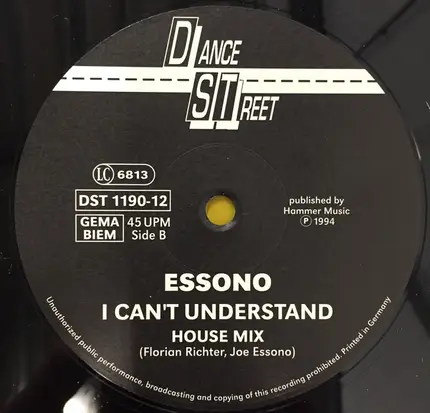 DANCE
STREET
LC 6813
DST 1190-12
GEMA
BIEM
45 UPM
Side B
published by
Hammer Music
Ⓟ 1994
ESSONO
I CAN'T UNDERSTAND
HOUSE MIX
(Florian Richter, Joe Essono)
Unauthorized public performance, broadcasting and copying of this recording prohibited. Printed in Germany